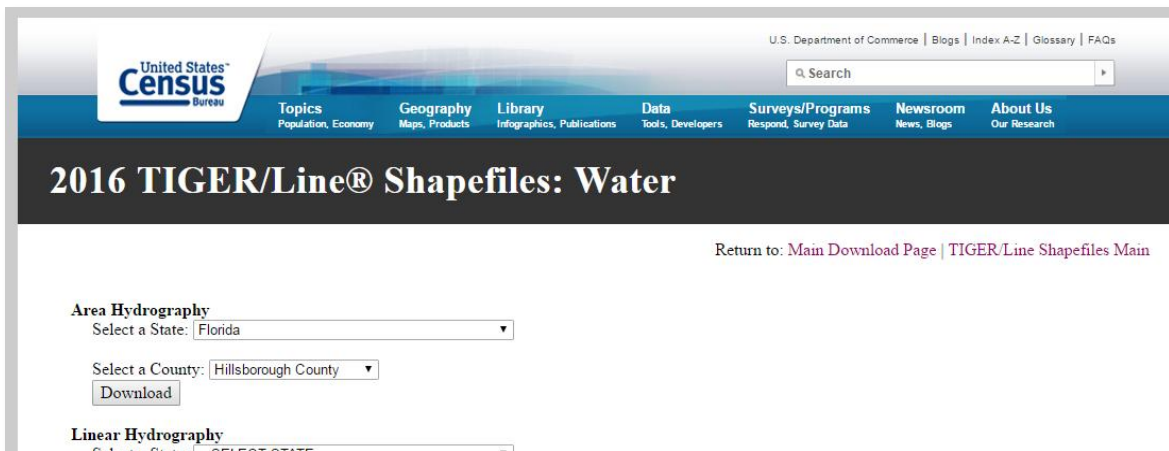 U.S. Department of Commerce | Blogs | Index A-Z | Glossary | FAQs
United States™
Census
Bureau
Search
Topics Geography Library Data Surveys/Programs Newsroom About Us
Population, Economy Maps, Products Infographics, Publications Tools, Developers Respond, Survey Data News, Blogs Our Research
2016 TIGER/Line® Shapefiles: Water
Return to: Main Download Page | TIGER/Line Shapefiles Main
Area Hydrography
Select a State: Florida
Select a County: Hillsborough County
Download
Linear Hydrography